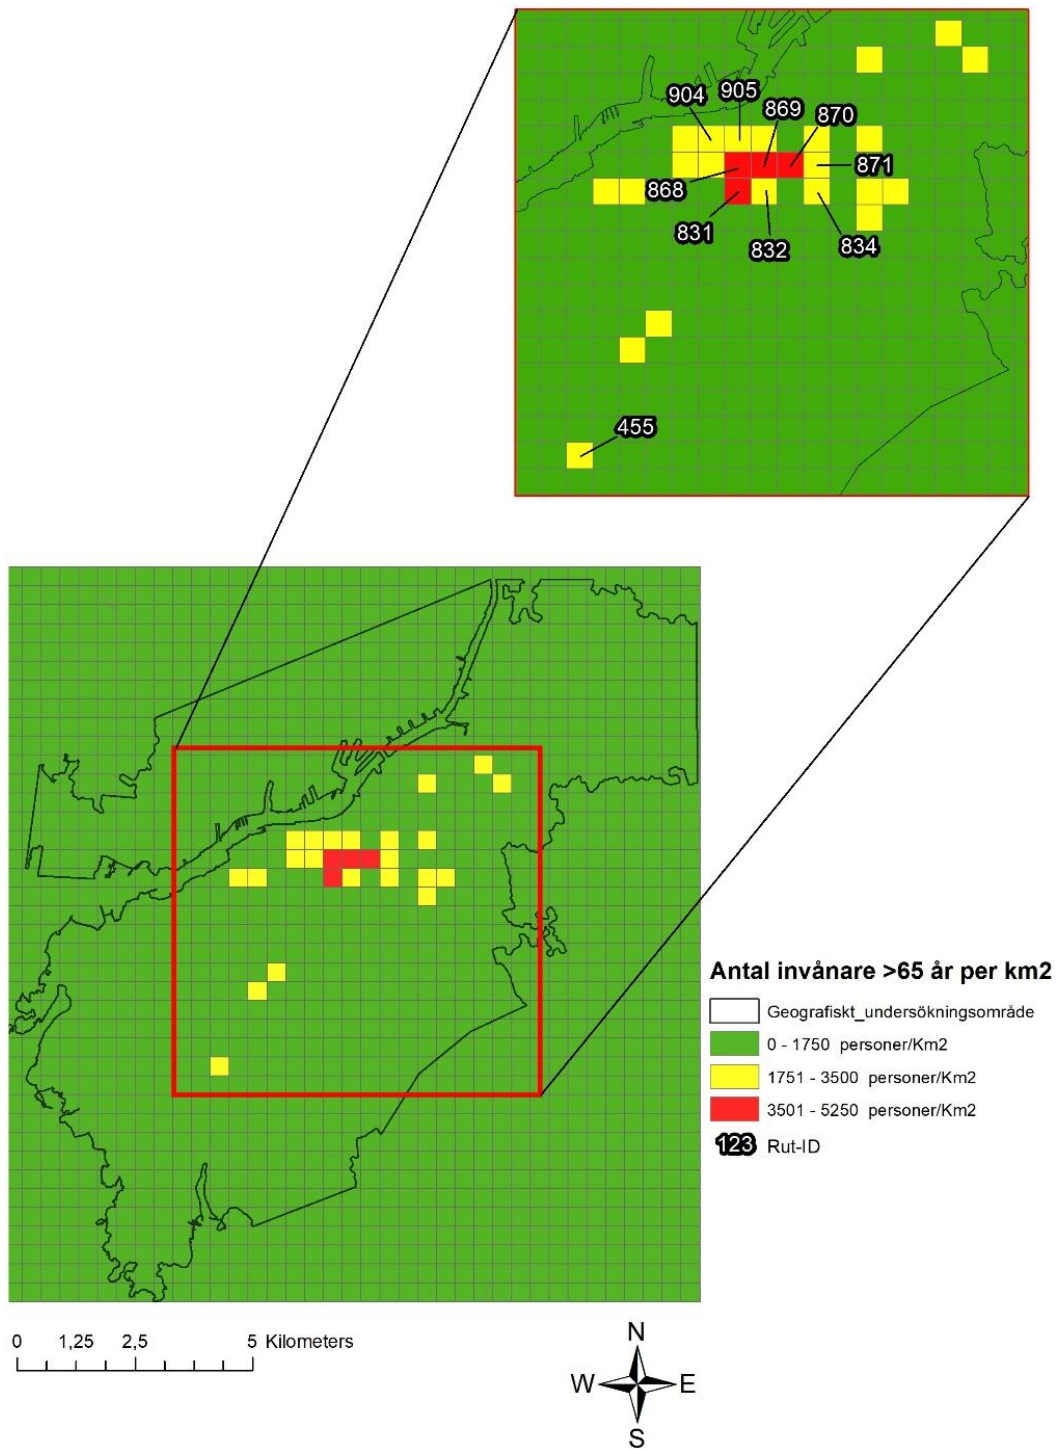 904
905
869
870
871
868
831
832
834
455
Antal invånare >65 år per km2
Geografiskt_undersökningsområde
0 - 1750 personer/Km2
1751 - 3500 personer/Km2
3501 - 5250 personer/Km2
123 Rut-ID
0 1,25 2,5 5 Kilometers
N
W E
S